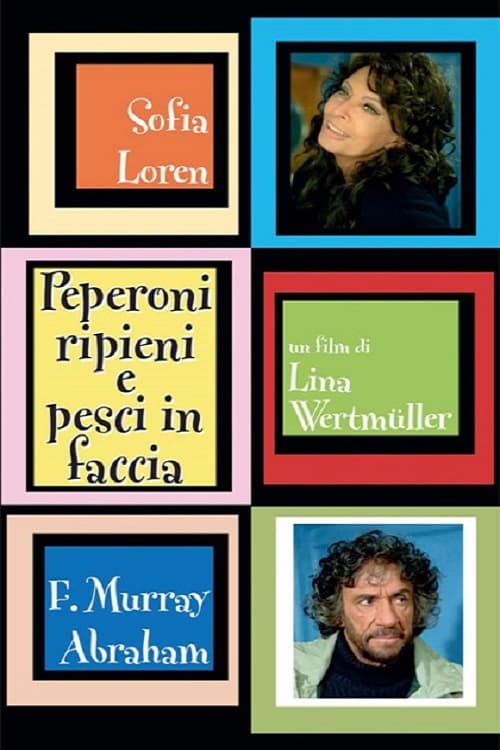 Sofia
Loren
Peperoni
ripieni
e
pesci in
faccia
un film di
Lina
Wertmüller
F. Murray
Abraham